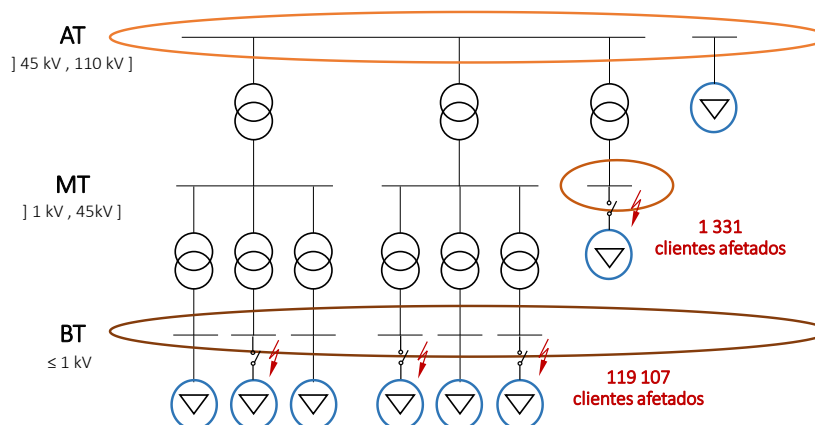 AT
] 45 kV , 110 kV ]
MT
] 1 kV , 45kV ]
1 331
clientes afetados
BT
≤ 1 kV
119 107
clientes afetados